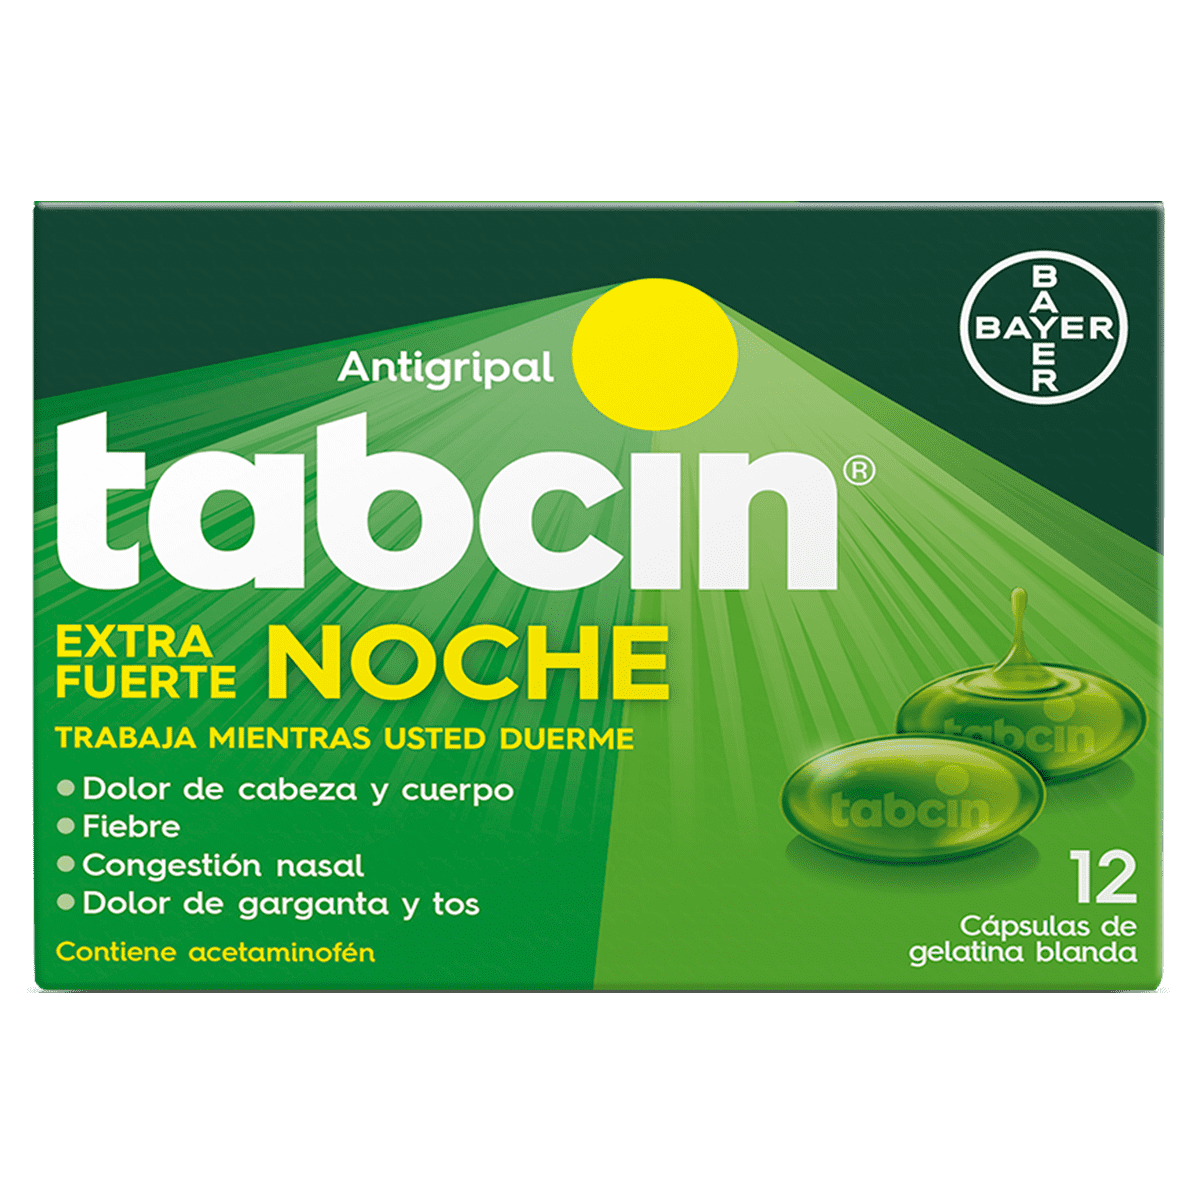 BAYER
BAYER
Antigripal
tabcin®
EXTRA
FUERTE
NOCHE
TRABAJA MIENTRAS USTED DUERME
Dolor de cabeza y cuerpo
Fiebre
Congestión nasal
Dolor de garganta y tos
Contiene acetaminofén
tabcin
tabcin
12
Cápsulas de
gelatina blanda